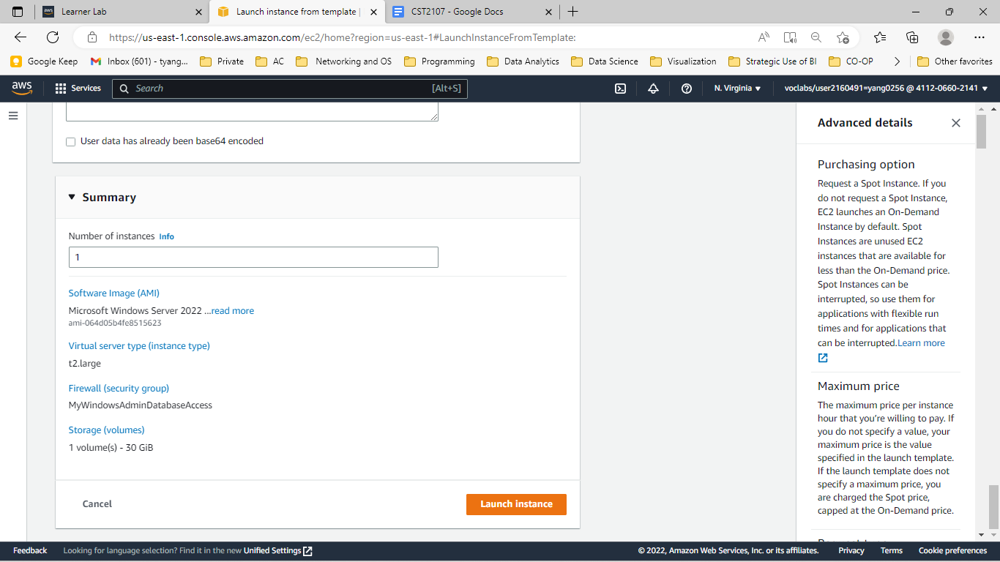 Learner Lab
Launch instance from template |
CST2107 - Google Docs
https://us-east-1.console.aws.amazon.com/ec2/home?region=us-east-1#LaunchInstanceFromTemplate:
Google Keep
Inbox (601) - tyang...
Private
AC
Networking and OS
Programming
Data Analytics
Data Science
Visualization
Strategic Use of BI
CO-OP
Other favorites
aws
Services
Search
[Alt+S]
N. Virginia
voclabs/user2160491=yang0256 @ 4112-0660-2141
User data has already been base64 encoded
Summary
Number of instances Info
1
Software Image (AMI)
Microsoft Windows Server 2022 ...read more
ami-064d05b4fe8515623
Virtual server type (instance type)
t2.large
Firewall (security group)
MyWindowsAdminDatabaseAccess
Storage (volumes)
1 volume(s) - 30 GiB
Cancel
Launch instance
Advanced details
Purchasing option
Request a Spot Instance. If you
do not request a Spot Instance,
EC2 launches an On-Demand
Instance by default. Spot
Instances are unused EC2
instances that are available for
less than the On-Demand price.
Spot Instances can be
interrupted, so use them for
applications with flexible run
times and for applications that
can be interrupted.Learn more
Maximum price
The maximum price per instance
hour that you're willing to pay. If
you do not specify a value, your
maximum price is the value
specified in the launch template.
If the launch template does not
specify a maximum price, you
are charged the Spot price,
capped at the On-Demand price.
Feedback
Looking for language selection? Find it in the new Unified Settings
© 2022, Amazon Web Services, Inc. or its affiliates.
Privacy
Terms
Cookie preferences